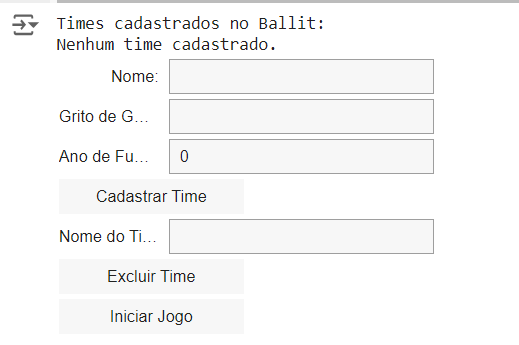 Times cadastrados no Ballit:
Nenhum time cadastrado.
Nome:
Grito de G...
Ano de Fu... 0
Cadastrar Time
Nome do Ti...
Excluir Time
Iniciar Jogo